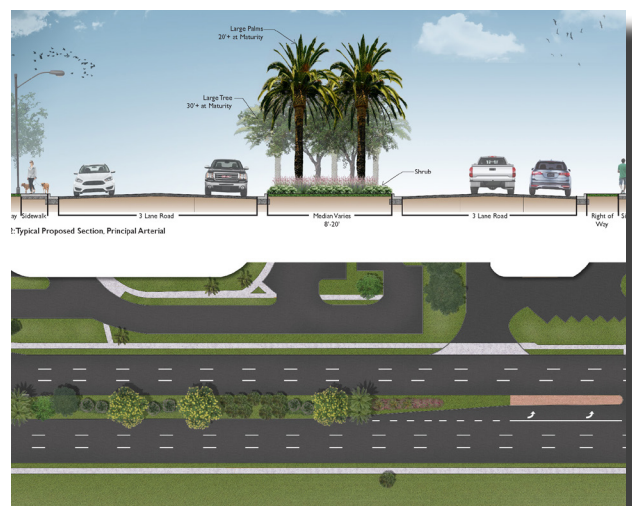 Large Palms
20'+ at Maturity
Large Tree
30'+ at Maturity
Shrub
Sidewalk
3 Lane Road
Median Varies
8'-20'
3 Lane Road
Right of
Way
2: Typical Proposed Section, Principal Arterial